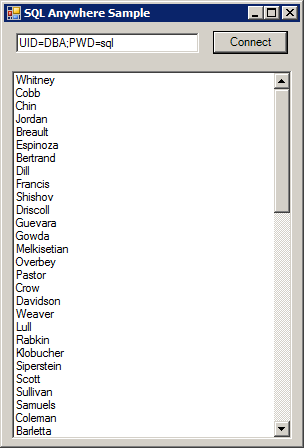 SQL Anywhere Sample
UID=DBA;PWD=sql
Connect
Whitney
Cobb
Chin
Jordan
Breault
Espinoza
Bertrand
Dill
Francis
Shishov
Driscoll
Guevara
Gowda
Melkisetian
Overbey
Pastor
Crow
Davidson
Weaver
Lull
Rabkin
Klobucher
Siperstein
Scott
Sullivan
Samuels
Coleman
Barletta